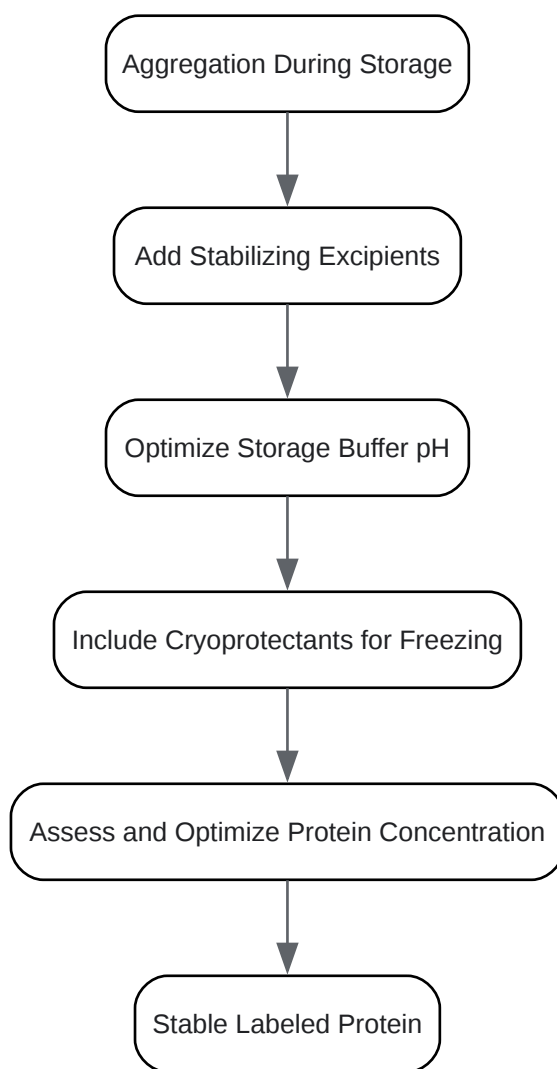 Aggregation During Storage
Add Stabilizing Excipients
Optimize Storage Buffer pH
Include Cryoprotectants for Freezing
Assess and Optimize Protein Concentration
Stable Labeled Protein